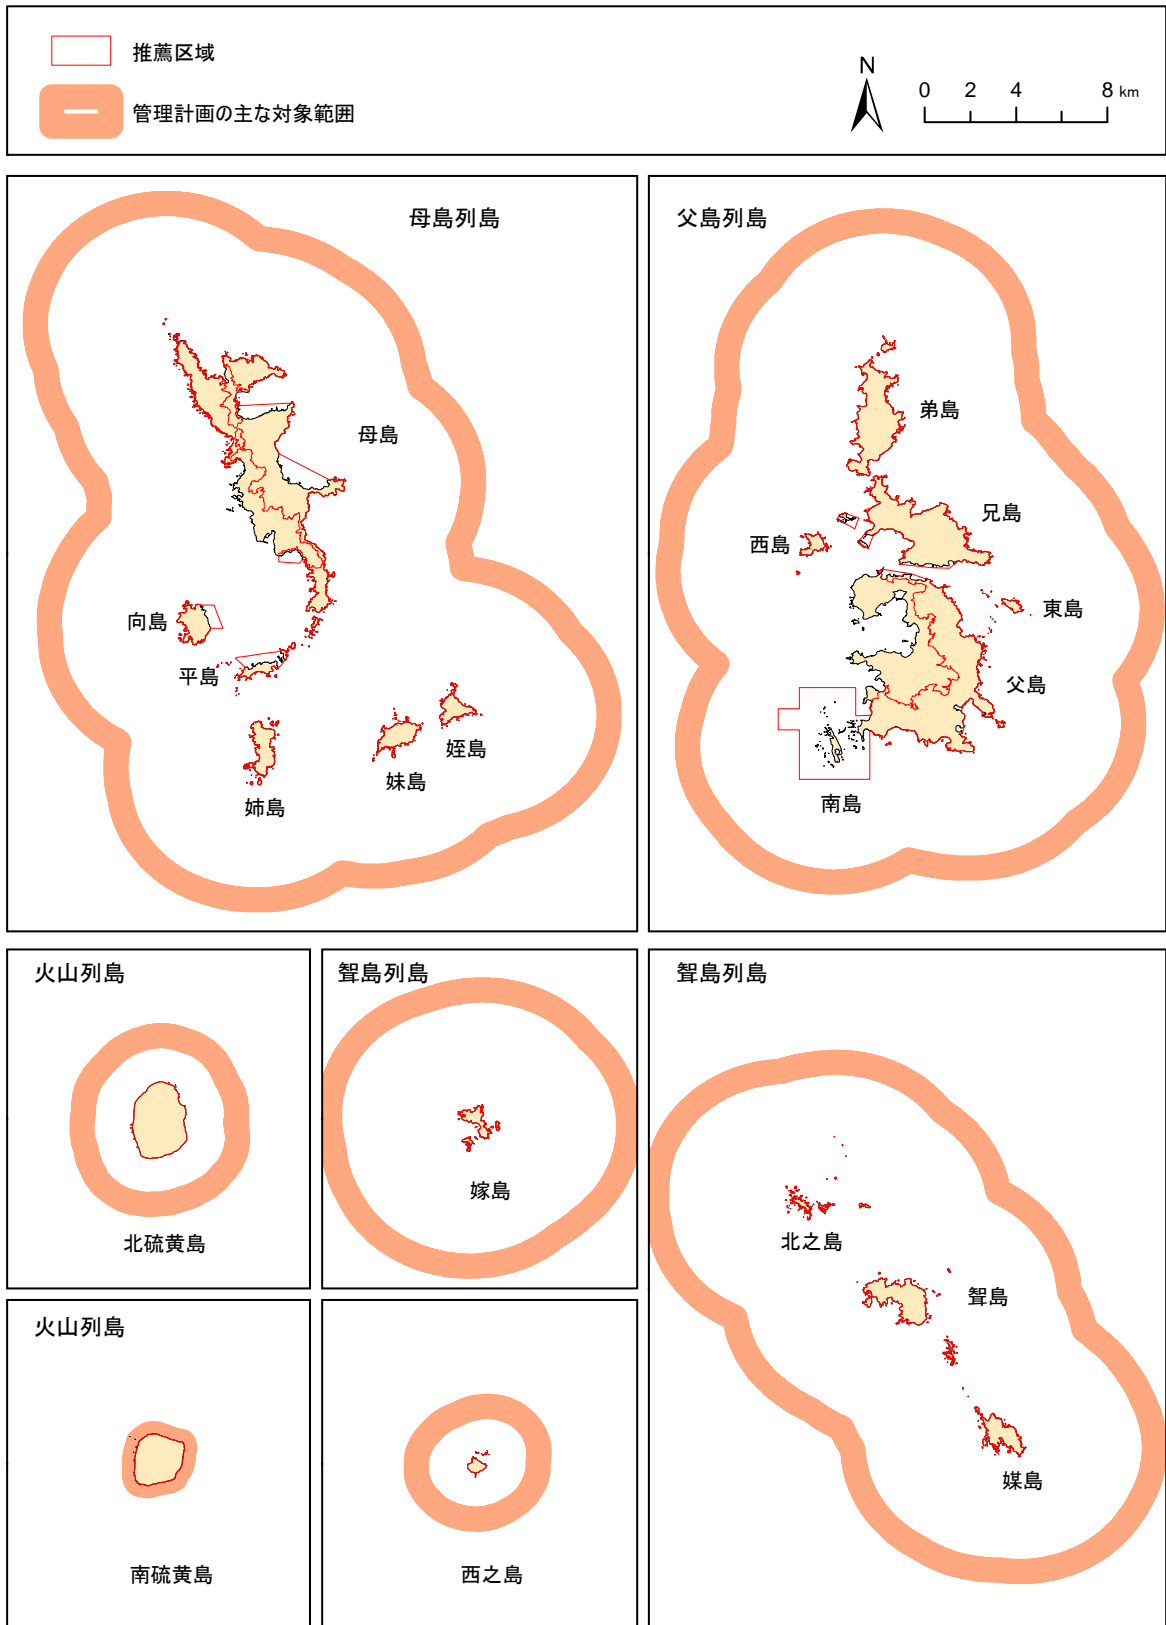 推薦区域
管理計画の主な対象範囲
N
0 2 4 8 km
母島列島
母島
向島
平島
姉島
妹島
姪島
父島列島
弟島
兄島
西島
東島
父島
南島
火山列島
北硫黄島
聟島列島
嫁島
聟島列島
北之島
聟島
媒島
火山列島
南硫黄島
西之島